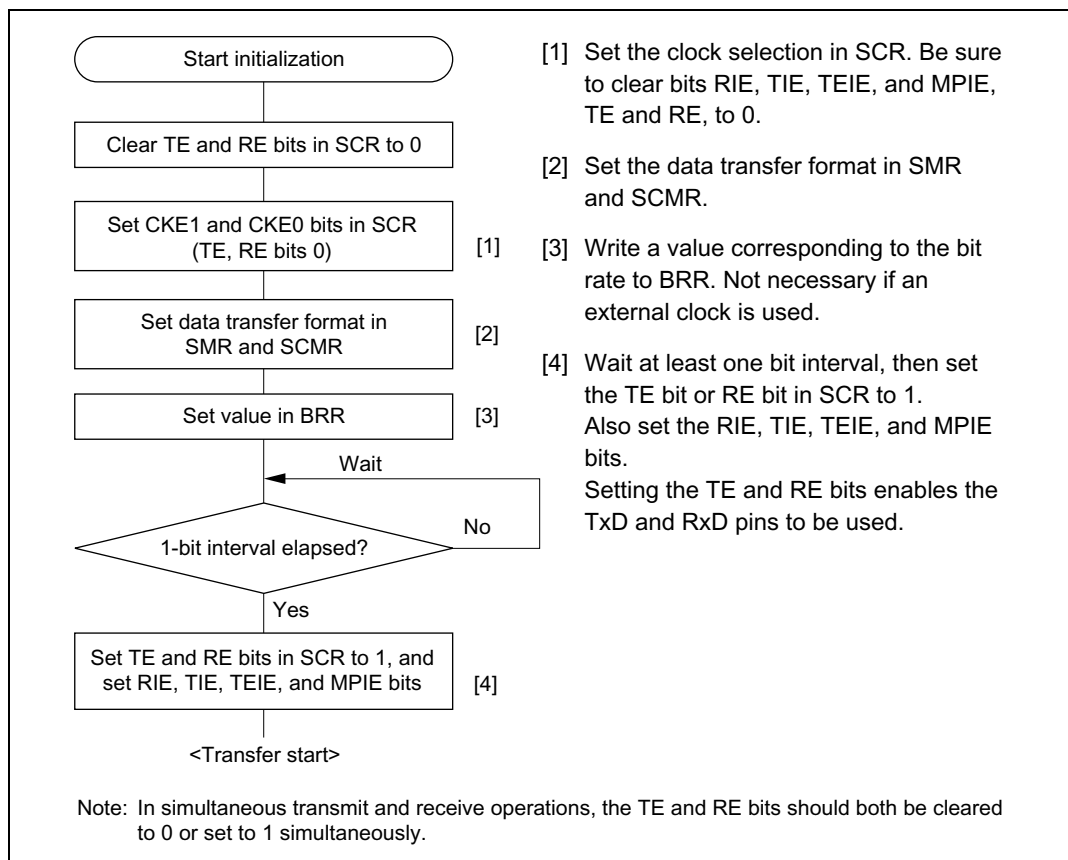 Start initialization
Clear TE and RE bits in SCR to 0
Set CKE1 and CKE0 bits in SCR
(TE, RE bits 0)
[1]
Set data transfer format in
SMR and SCMR
[2]
Set value in BRR
[3]
Wait
1-bit interval elapsed?
No
Yes
Set TE and RE bits in SCR to 1, and
set RIE, TIE, TEIE, and MPIE bits
[4]
<Transfer start>
[1] Set the clock selection in SCR. Be sure
to clear bits RIE, TIE, TEIE, and MPIE,
TE and RE, to 0.
[2] Set the data transfer format in SMR
and SCMR.
[3] Write a value corresponding to the bit
rate to BRR. Not necessary if an
external clock is used.
[4] Wait at least one bit interval, then set
the TE bit or RE bit in SCR to 1.
Also set the RIE, TIE, TEIE, and MPIE
bits.
Setting the TE and RE bits enables the
TxD and RxD pins to be used.
Note: In simultaneous transmit and receive operations, the TE and RE bits should both be cleared
to 0 or set to 1 simultaneously.